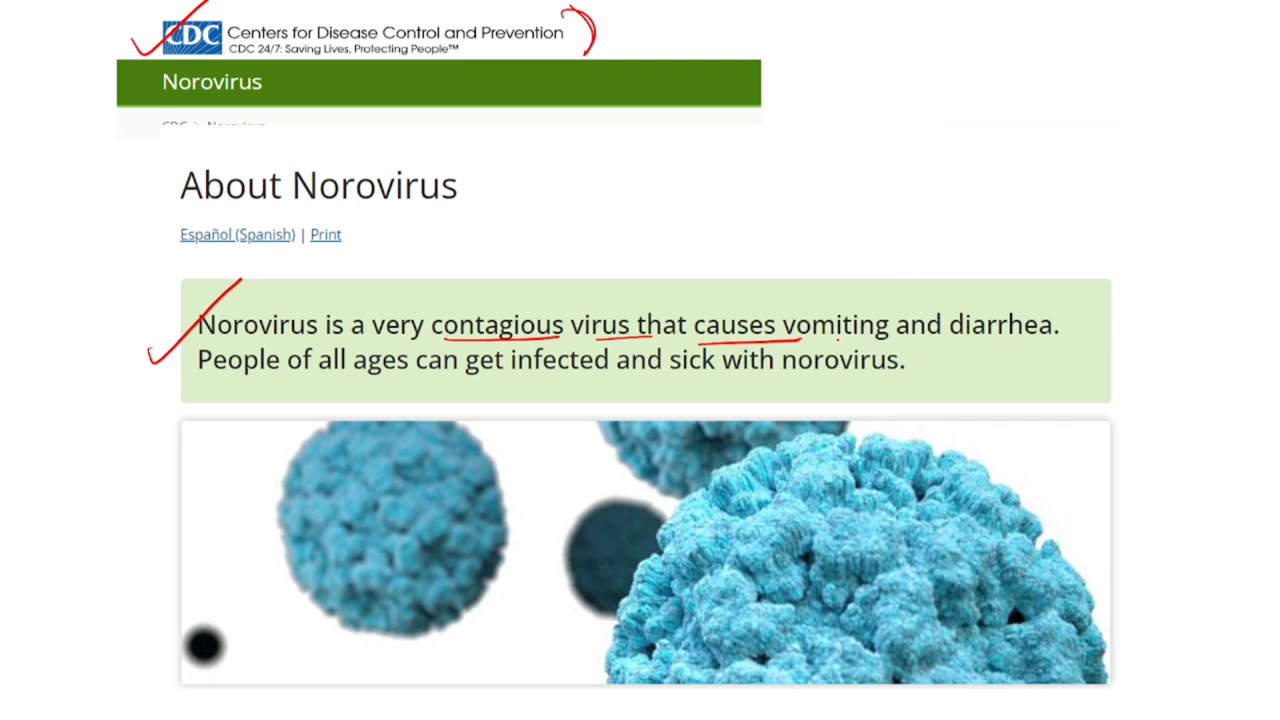 CDC Centers for Disease Control and Prevention
CDC 24/7: Saving Lives, Protecting People™
Norovirus
CDC > Norovirus
About Norovirus
Español (Spanish) | Print
Norovirus is a very contagious virus that causes vomiting and diarrhea.
People of all ages can get infected and sick with norovirus.